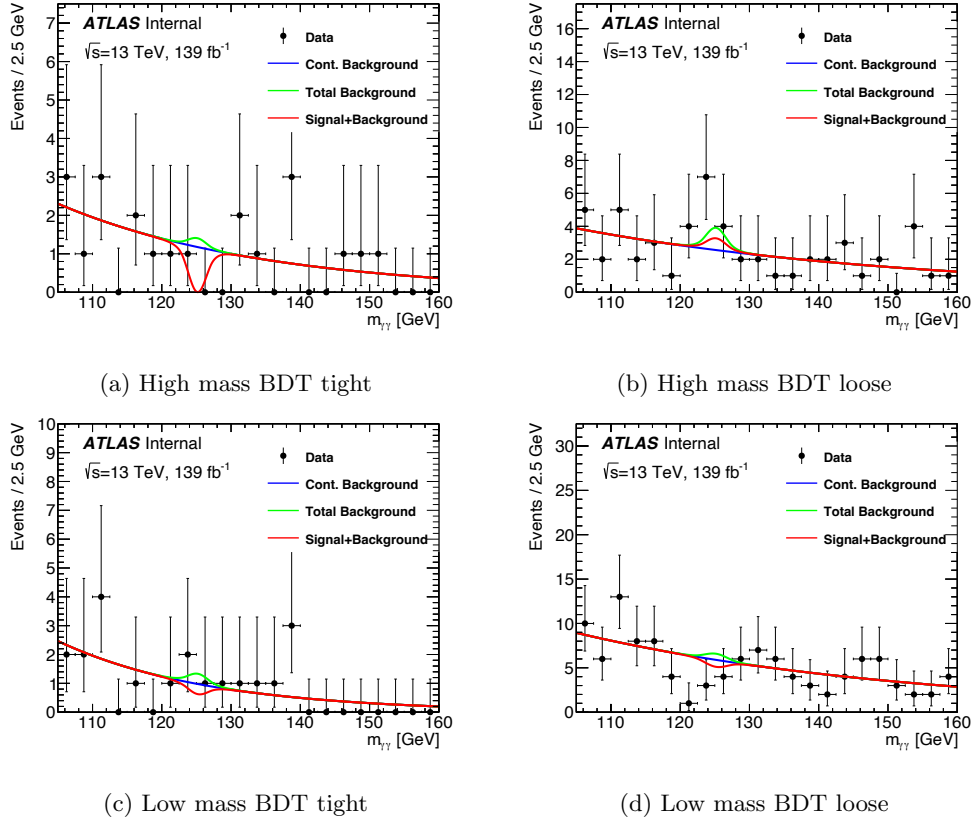 ATLAS Internal
√s=13 TeV, 139 fb⁻¹
Data
Cont. Background
Total Background
Signal+Background
Events / 2.5 GeV
0 1 2 3 4 5 6 7
110 120 130 140 150 160
mγγ [GeV]
(a) High mass BDT tight
ATLAS Internal
√s=13 TeV, 139 fb⁻¹
Data
Cont. Background
Total Background
Signal+Background
Events / 2.5 GeV
0 2 4 6 8 10 12 14 16
110 120 130 140 150 160
mγγ [GeV]
(b) High mass BDT loose
ATLAS Internal
√s=13 TeV, 139 fb⁻¹
Data
Cont. Background
Total Background
Signal+Background
Events / 2.5 GeV
0 1 2 3 4 5 6 7 8 9 10
110 120 130 140 150 160
mγγ [GeV]
(c) Low mass BDT tight
ATLAS Internal
√s=13 TeV, 139 fb⁻¹
Data
Cont. Background
Total Background
Signal+Background
Events / 2.5 GeV
0 5 10 15 20 25 30
110 120 130 140 150 160
mγγ [GeV]
(d) Low mass BDT loose